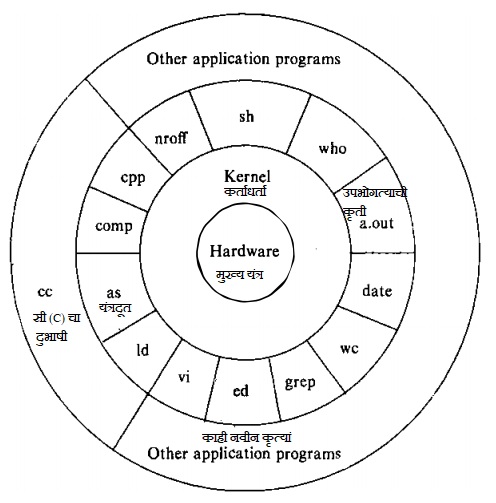 Other application programs
sh
nroff
who
cpp
Kernel
कर्ताधर्ता
उपभोगत्याची
कृती
a.out
comp
Hardware
मुख्य यंत्र
cc
सी (C) चा
दुभाषी
as
यंत्रदूत
date
ld
wc
vi
ed
grep
काही नवीन कृत्यां
Other application programs